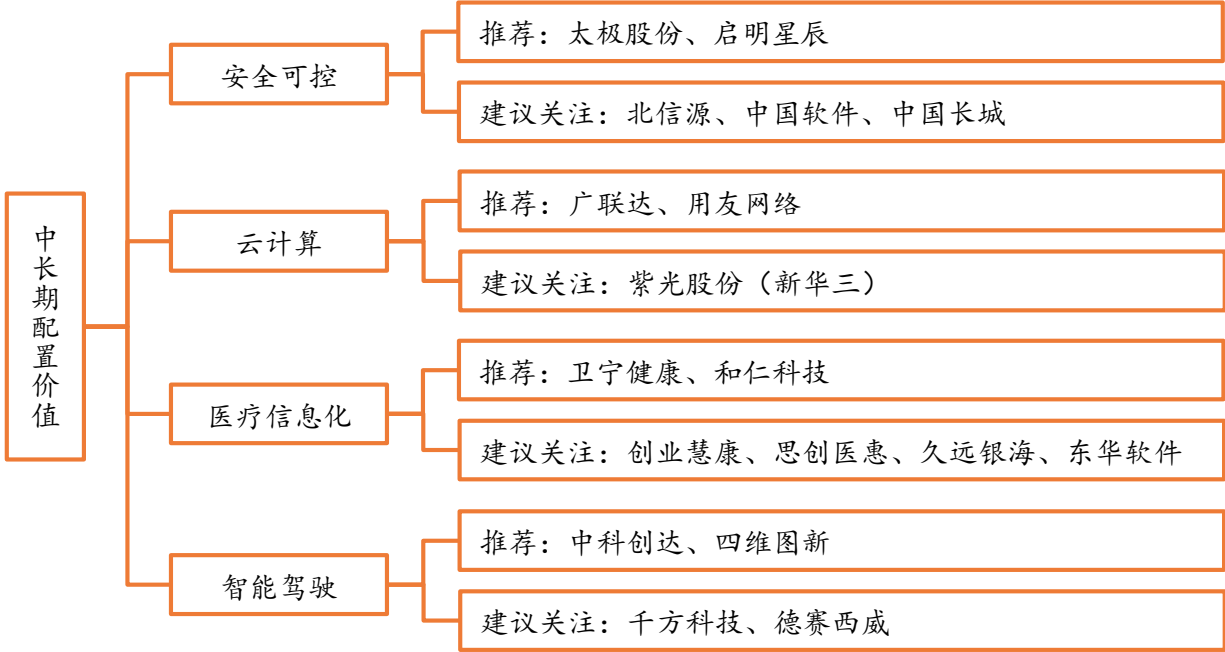 中长期配置价值
安全可控
推荐：太极股份、启明星辰
建议关注：北信源、中国软件、中国长城
云计算
推荐：广联达、用友网络
建议关注：紫光股份（新华三）
医疗信息化
推荐：卫宁健康、和仁科技
建议关注：创业慧康、思创医惠、久远银海、东华软件
智能驾驶
推荐：中科创达、四维图新
建议关注：千方科技、德赛西威